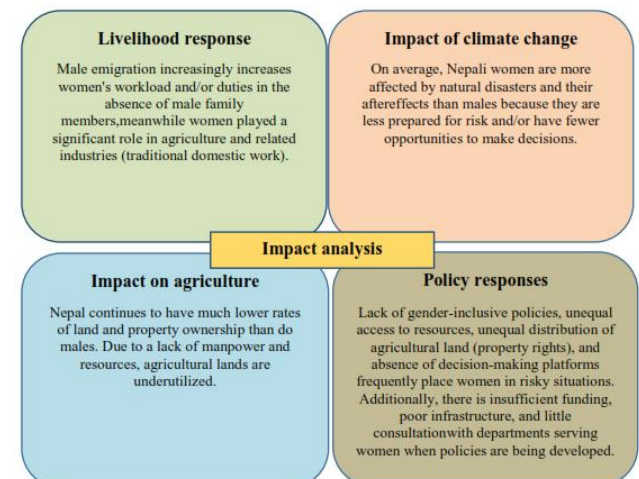 Livelihood response
Male emigration increasingly increases
women's workload and/or duties in the
absence of male family
members,meanwhile women played a
significant role in agriculture and related
industries (traditional domestic work).
Impact of climate change
On average, Nepali women are more
affected by natural disasters and their
aftereffects than males because they are
less prepared for risk and/or have fewer
opportunities to make decisions.
Impact analysis
Impact on agriculture
Nepal continues to have much lower rates
of land and property ownership than do
males. Due to a lack of manpower and
resources, agricultural lands are
underutilized.
Policy responses
Lack of gender-inclusive policies, unequal
access to resources, unequal distribution of
agricultural land (property rights), and
absence of decision-making platforms
frequently place women in risky situations.
Additionally, there is insufficient funding,
poor infrastructure, and little
consultationwith departments serving
women when policies are being developed.